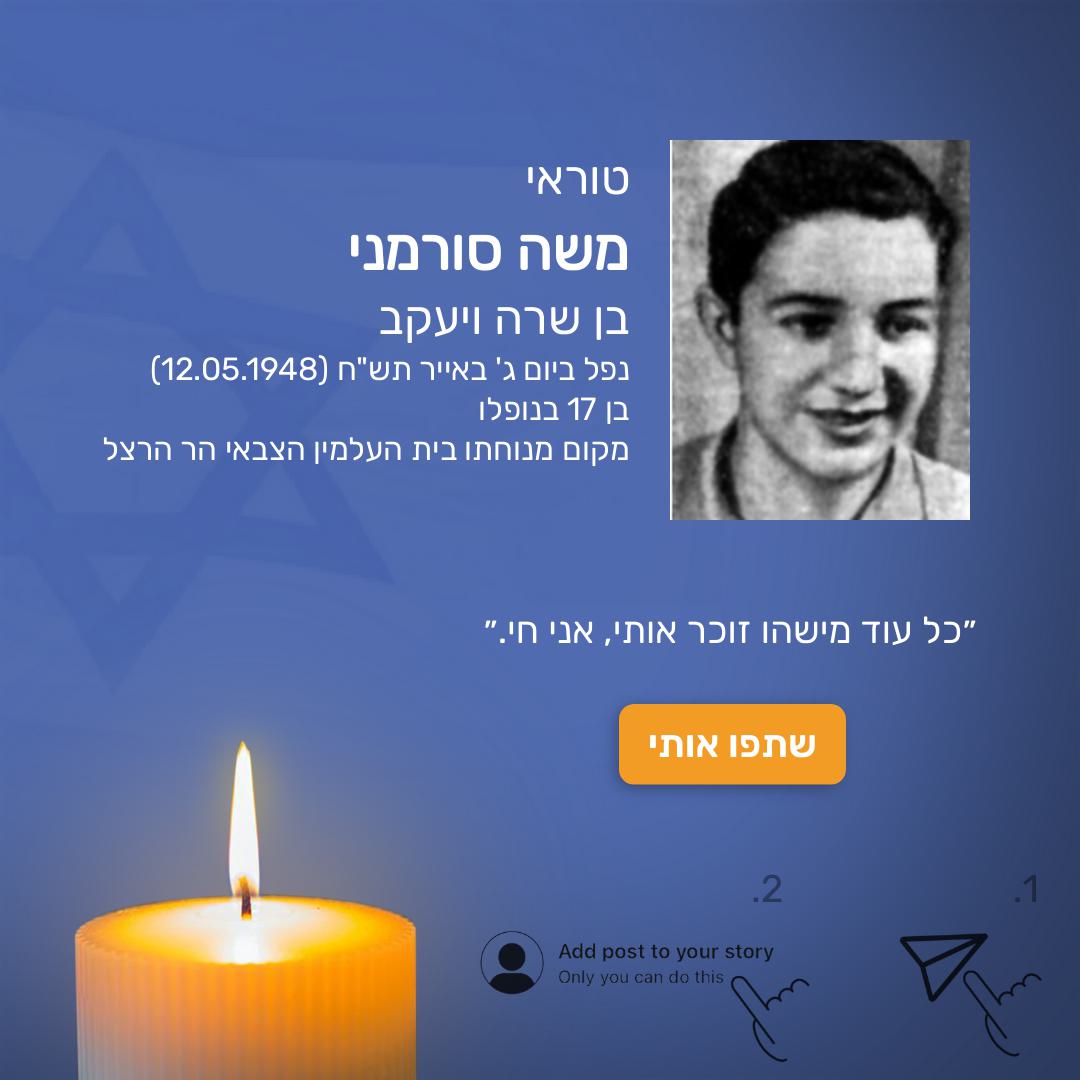 טוראי
משה סורמני
בן שרה ויעקב
נפל ביום ג' באייר תש"ח (12.05.1948)
בן 17 בנופלו
מקום מנוחתו בית העלמין הצבאי הר הרצל
״כל עוד מישהו זוכר אותי, אני חי.״
שתפו אותי
1.
2.
Add post to your story
Only you can do this